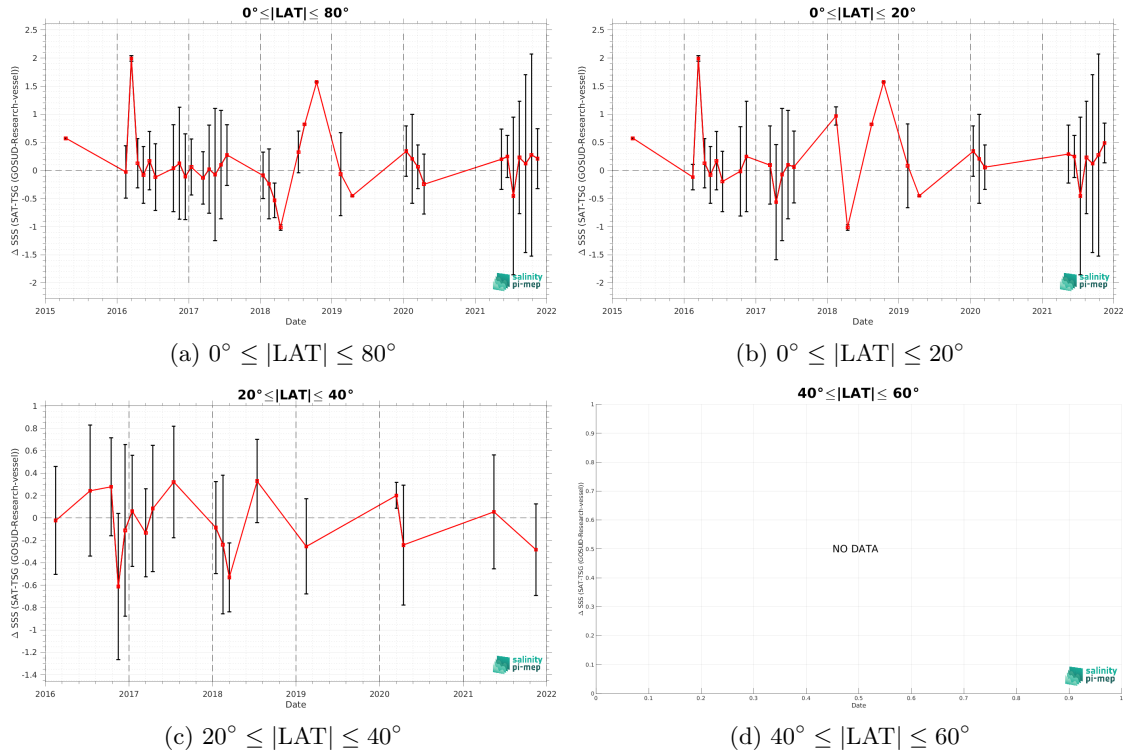 0°≤|LAT|≤ 80°
Δ SSS (SAT-TSG (GOSUD-Research-vessel))
2.5
2
1.5
1
0.5
0
-0.5
-1
-1.5
-2
2015 2016 2017 2018 2019 2020 2021 2022
Date
salinity
pi-mep
(a) 0° ≤ |LAT| ≤ 80°
0°≤|LAT|≤ 20°
Δ SSS (SAT-TSG (GOSUD-Research-vessel))
2.5
2
1.5
1
0.5
0
-0.5
-1
-1.5
-2
2015 2016 2017 2018 2019 2020 2021 2022
Date
salinity
pi-mep
(b) 0° ≤ |LAT| ≤ 20°
20°≤|LAT|≤ 40°
Δ SSS (SAT-TSG (GOSUD-Research-vessel))
1
0.8
0.6
0.4
0.2
0
-0.2
-0.4
-0.6
-0.8
-1
-1.2
-1.4
2016 2017 2018 2019 2020 2021 2022
Date
salinity
pi-mep
(c) 20° ≤ |LAT| ≤ 40°
40°≤|LAT|≤ 60°
Δ SSS (SAT-TSG (GOSUD-Research-vessel))
1
0.9
0.8
0.7
0.6
0.5
0.4
0.3
0.2
0.1
0
NO DATA
0 0.1 0.2 0.3 0.4 0.5 0.6 0.7 0.8 0.9 1
Date
salinity
pi-mep
(d) 40° ≤ |LAT| ≤ 60°